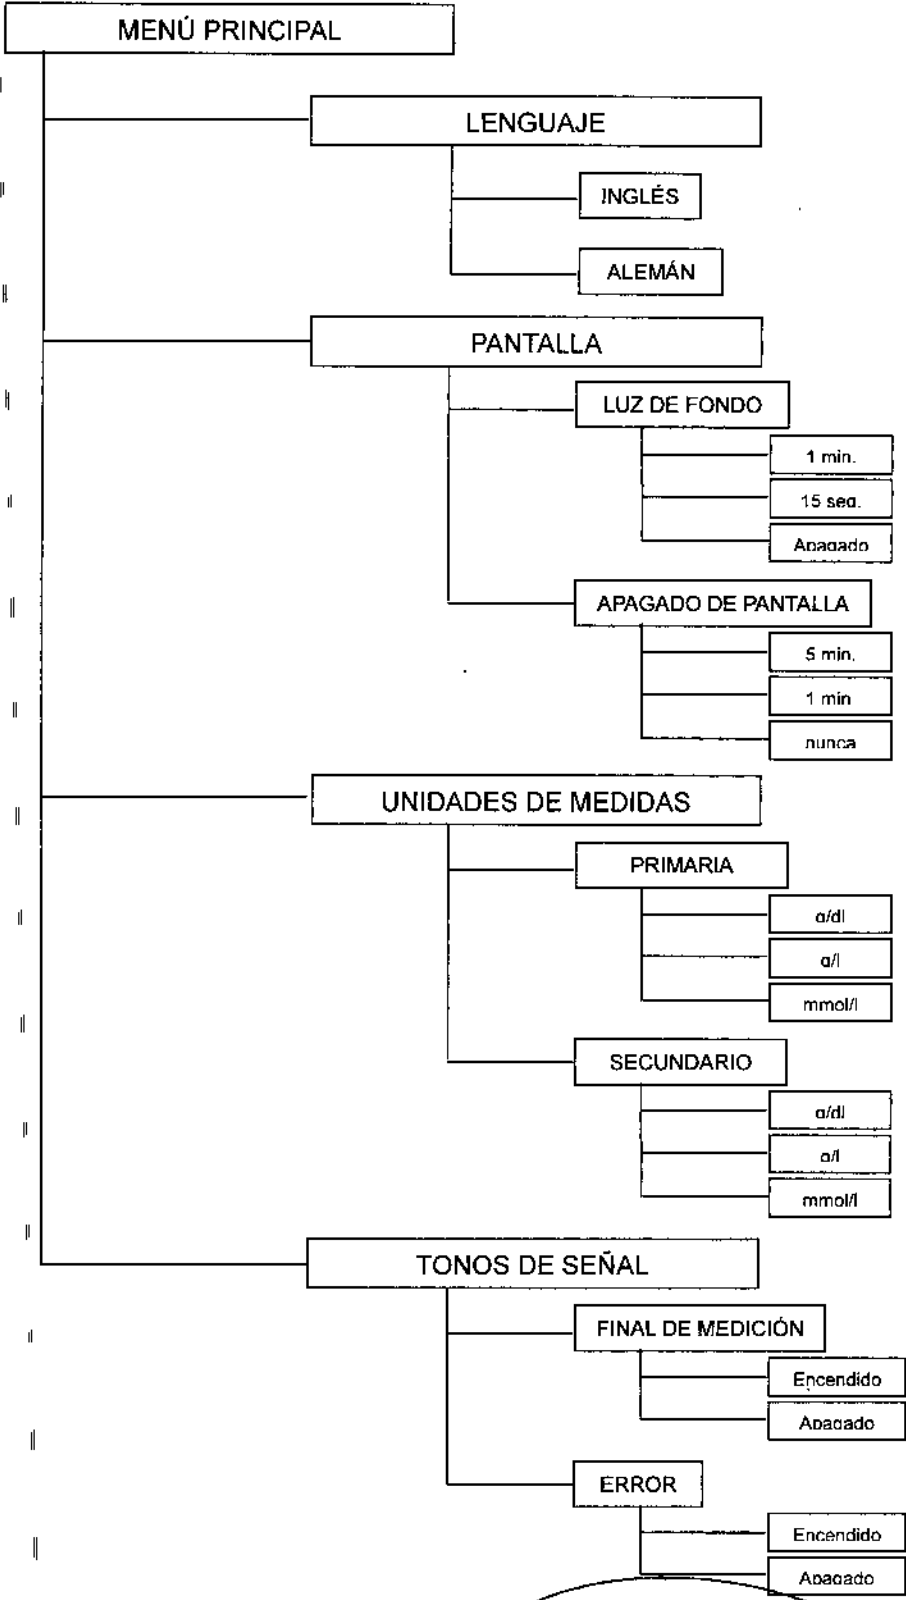 MENÚ PRINCIPAL
LENGUAJE
INGLÉS
ALEMÁN
PANTALLA
LUZ DE FONDO
1 min.
15 seg.
Apagado
APAGADO DE PANTALLA
5 min.
1 min
nunca
UNIDADES DE MEDIDAS
PRIMARIA
g/dl
g/l
mmol/l
SECUNDARIO
g/dl
g/l
mmol/l
TONOS DE SEÑAL
FINAL DE MEDICIÓN
Encendido
Apagado
ERROR
Encendido
Apagado